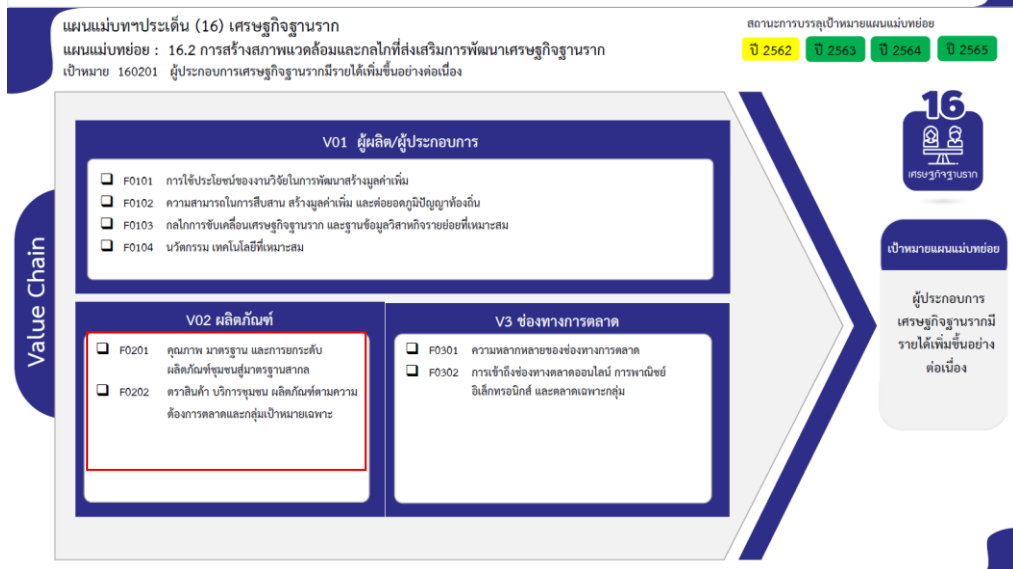 แผนแม่บทฯประเด็น (16) เศรษฐกิจฐานราก
แผนแม่บทย่อย : 16.2 การสร้างสภาพแวดล้อมและกลไกที่ส่งเสริมการพัฒนาเศรษฐกิจฐานราก
เป้าหมาย 160201 ผู้ประกอบการเศรษฐกิจฐานรากมีรายได้เพิ่มขึ้นอย่างต่อเนื่อง
สถานะการบรรลุเป้าหมายแผนแม่บทย่อย
ปี 2562 ปี 2563 ปี 2564 ปี 2565
Value Chain
V01 ผู้ผลิต/ผู้ประกอบการ
F0101 การใช้ประโยชน์ของงานวิจัยในการพัฒนาสร้างมูลค่าเพิ่ม
F0102 ความสามารถในการสืบสาน สร้างมูลค่าเพิ่ม และต่อยอดภูมิปัญญาท้องถิ่น
F0103 กลไกการขับเคลื่อนเศรษฐกิจฐานราก และฐานข้อมูลวิสาหกิจรายย่อยที่เหมาะสม
F0104 นวัตกรรม เทคโนโลยีที่เหมาะสม
V02 ผลิตภัณฑ์
F0201 คุณภาพ มาตรฐาน และการยกระดับ
ผลิตภัณฑ์ชุมชนสู่มาตรฐานสากล
F0202 ตราสินค้า บริการชุมชน ผลิตภัณฑ์ตามความ
ต้องการตลาดและกลุ่มเป้าหมายเฉพาะ
V3 ช่องทางการตลาด
F0301 ความหลากหลายของช่องทางการตลาด
F0302 การเข้าถึงช่องทางตลาดออนไลน์ การพาณิชย์
อิเล็กทรอนิกส์ และตลาดเฉพาะกลุ่ม
16
เศรษฐกิจฐานราก
เป้าหมายแผนแม่บทย่อย
ผู้ประกอบการ
เศรษฐกิจฐานรากมี
รายได้เพิ่มขึ้นอย่าง
ต่อเนื่อง